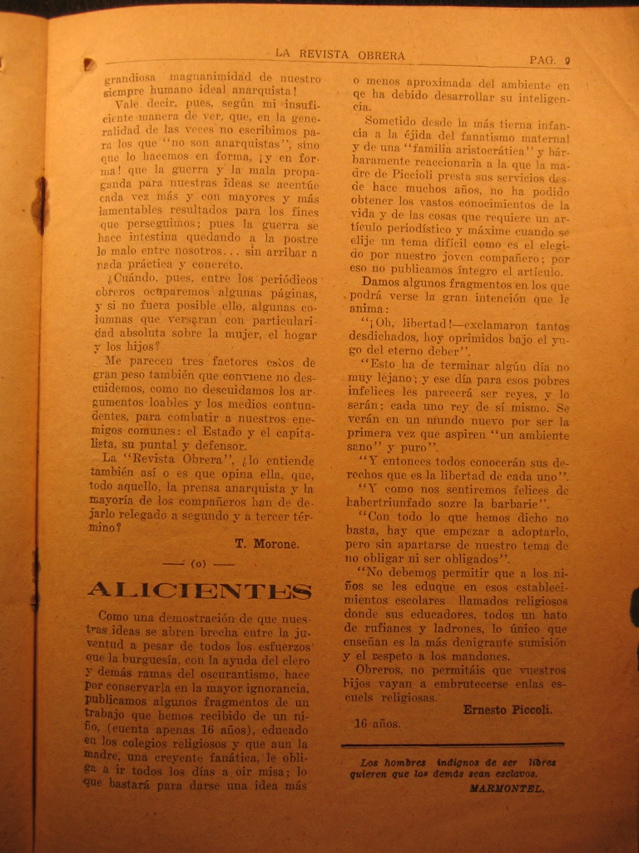 LA REVISTA OBRERA
PAG. 9
grandiosa magnanimidad de nuestro
siempre humano ideal anarquista!
Vale decir, pues, según mi insufi-
ciente manera de ver, que, en la gene-
ralidad de las veces no escribimos pa-
ra los que "no son anarquistas", sino
que lo hacemos en forma, ¡y en for-
ma! que la guerra y la mala propa-
ganda para nuestras ideas se acentúe
cada vez más y con mayores y más
lamentables resultados para los fines
que perseguimos; pues la guerra se
hace intestina quedando a la postre
lo malo entre nosotros... sin arribar a
nada práctico y concreto.
¿Cuándo, pues, entre los periódicos
obreros ocuparemos algunas páginas,
y si no fuera posible ello, algunas co-
lumnas que versaran con particulari-
dad absoluta sobre la mujer, el hogar
y los hijos?
Me parecen tres factores estos de
gran peso también que conviene no des-
cuidemos, como no descuidamos los ar-
gumentos loables y los medios contun-
dentes, para combatir a nuestros ene-
migos comunes: el Estado y el capita-
lista, su puntal y defensor.
La "Revista Obrera", ¿lo entiende
también así o es que opina ella, que,
todo aquello, la prensa anarquista y la
mayoría de los compañeros han de de-
jarlo relegado a segundo y a tercer tér-
mino?
T. Morone.
— (o) —
ALICIENTES
Como una demostración de que nues-
tras ideas se abren brecha entre la ju-
ventud a pesar de todos los esfuerzos
que la burguesía, con la ayuda del clero
y demás ramas del oscurantismo, hace
por conservarla en la mayor ignorancia,
publicamos algunos fragmentos de un
trabajo que hemos recibido de un ni-
ño, (cuenta apenas 16 años), educado
en los colegios religiosos y que aun la
madre, una creyente fanática, le obli-
ga a ir todos los días a oir misa; lo
que bastará para darse una idea más
o menos aproximada del ambiente en
qe ha debido desarrollar su inteligen-
cia.
Sometido desde la más tierna infan-
cia a la éjida del fanatismo maternal
y de una "familia aristocrática" y bár-
baramente reaccionaria a la que la ma-
dre de Piccioli presta sus servicios des-
de hace muchos años, no ha podido
obtener los vastos conocimientos de la
vida y de las cosas que requiere un ar-
tículo periodístico y máxime cuando se
elije un tema difícil como es el elegi-
do por nuestro joven compañero; por
eso no publicamos íntegro el artículo.
Damos algunos fragmentos en los que
podrá verse la gran intención que le
anima:
"¡Oh, libertad!—exclamaron tantos
desdichados, hoy oprimidos bajo el yu-
go del eterno deber".
"Esto ha de terminar algún día no
muy léjano; y ese día para esos pobres
infelices les parecerá ser reyes, y lo
serán; cada uno rey de sí mismo. Se
verán en un mundo nuevo por ser la
primera vez que aspiren "un ambiente
sano" y puro".
"Y entonces todos conocerán sus de-
rechos que es la libertad de cada uno".
"Y como nos sentiremos felices de
habertriunfado sozre la barbarie".
"Con todo lo que hemos dicho no
basta, hay que empezar a adoptarlo,
pero sin apartarse de nuestro tema de
no obligar ni ser obligados".
"No debemos permitir que a los ni-
ños se les eduque en esos estableci-
mientos escolares llamados religiosos
donde sus educadores, todos un hato
de rufianes y ladrones, lo único que
enseñan es la más denigrante sumisión
y el respeto a los mandones.
Obreros, no permitáis que vuestros
hijos vayan a embrutecerse enlas es-
cuels religiosas.
Ernesto Piccoli.
16 años.
Los hombres indignos de ser libres
quieren que los demás sean esclavos.
MARMONTEL.